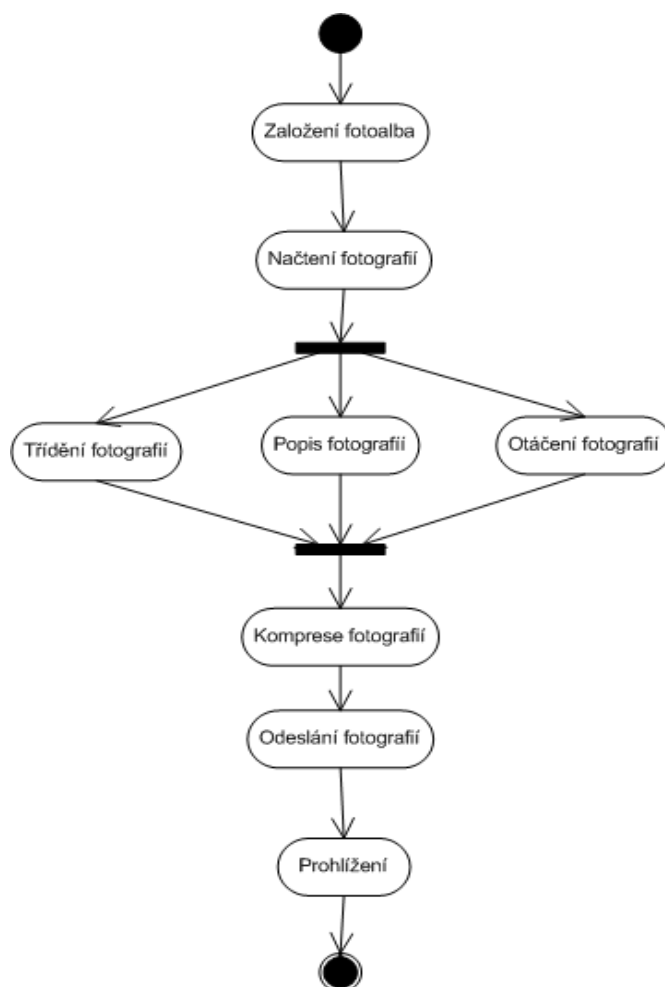 Založení fotoalba
Načtení fotografií
Třídění fotografií
Popis fotografií
Otáčení fotografií
Komprese fotografií
Odeslání fotografií
Prohlížení